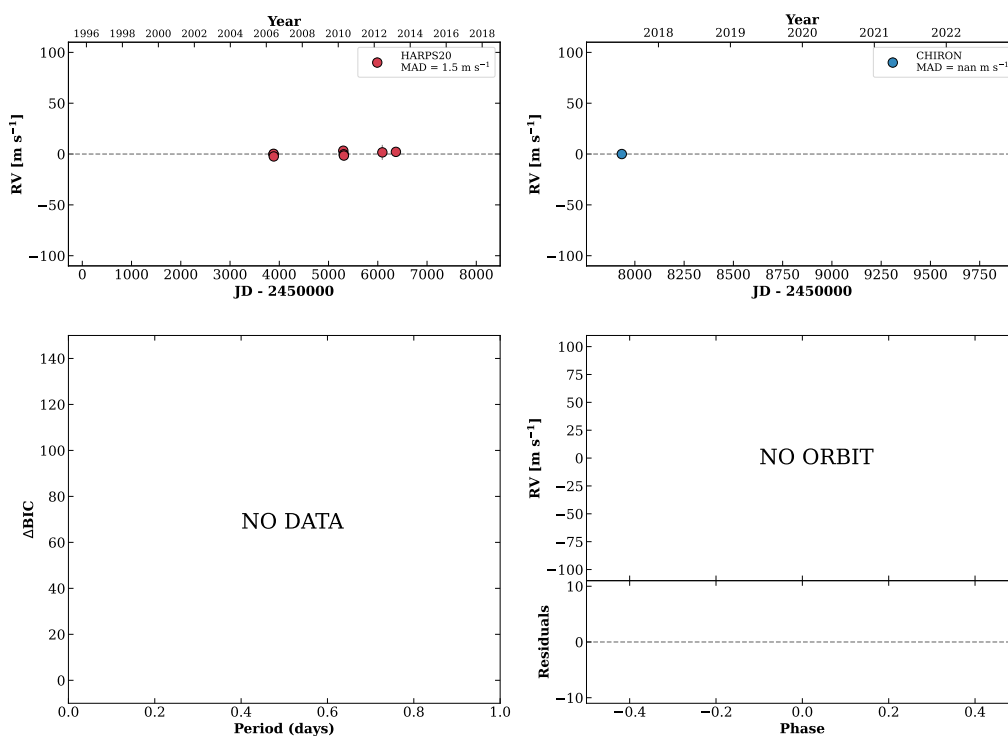 Year
1996 1998 2000 2002 2004 2006 2008 2010 2012 2014 2016 2018
HARPS20
MAD = 1.5 m s⁻¹
100
50
0
−50
−100
RV [m s⁻¹]
0 1000 2000 3000 4000 5000 6000 7000 8000
JD - 2450000
Year
2018 2019 2020 2021 2022
CHIRON
MAD = nan m s⁻¹
100
50
0
−50
−100
RV [m s⁻¹]
8000 8250 8500 8750 9000 9250 9500 9750
JD - 2450000
140
120
100
80
60
40
20
0
ΔBIC
NO DATA
0.0 0.2 0.4 0.6 0.8 1.0
Period (days)
100
75
50
25
0
−25
−50
−75
−100
RV [m s⁻¹]
NO ORBIT
10
0
−10
Residuals
−0.4 −0.2 0.0 0.2 0.4
Phase